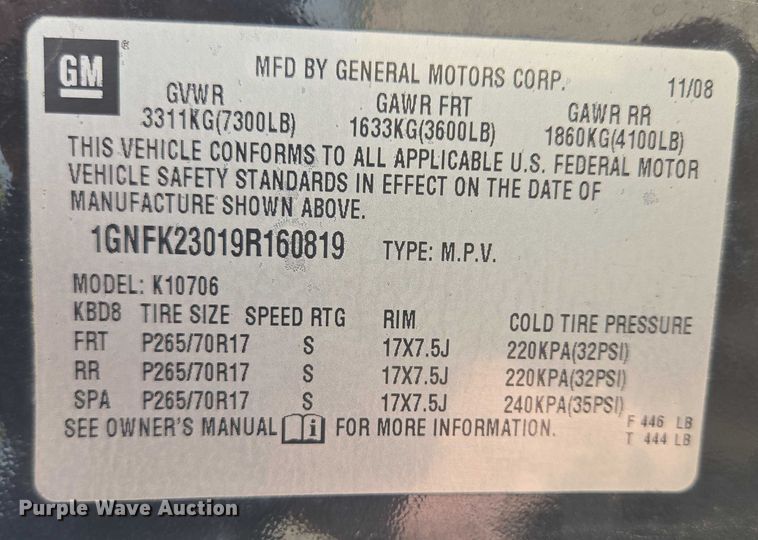 GM ®
MFD BY GENERAL MOTORS CORP. 11/08
GVWR GAWR FRT GAWR RR
3311KG(7300LB) 1633KG(3600LB) 1860KG(4100LB)
THIS VEHICLE CONFORMS TO ALL APPLICABLE U.S. FEDERAL MOTOR
VEHICLE SAFETY STANDARDS IN EFFECT ON THE DATE OF
MANUFACTURE SHOWN ABOVE.
1GNFK23019R160819 TYPE: M.P.V.
MODEL: K10706
KBD8 TIRE SIZE SPEED RTG RIM COLD TIRE PRESSURE
FRT P265/70R17 S 17X7.5J 220KPA(32PSI)
RR P265/70R17 S 17X7.5J 220KPA(32PSI)
SPA P265/70R17 S 17X7.5J 240KPA(35PSI)
SEE OWNER'S MANUAL i FOR MORE INFORMATION.
F 446 LB
T 444 LB
Purple Wave Auction